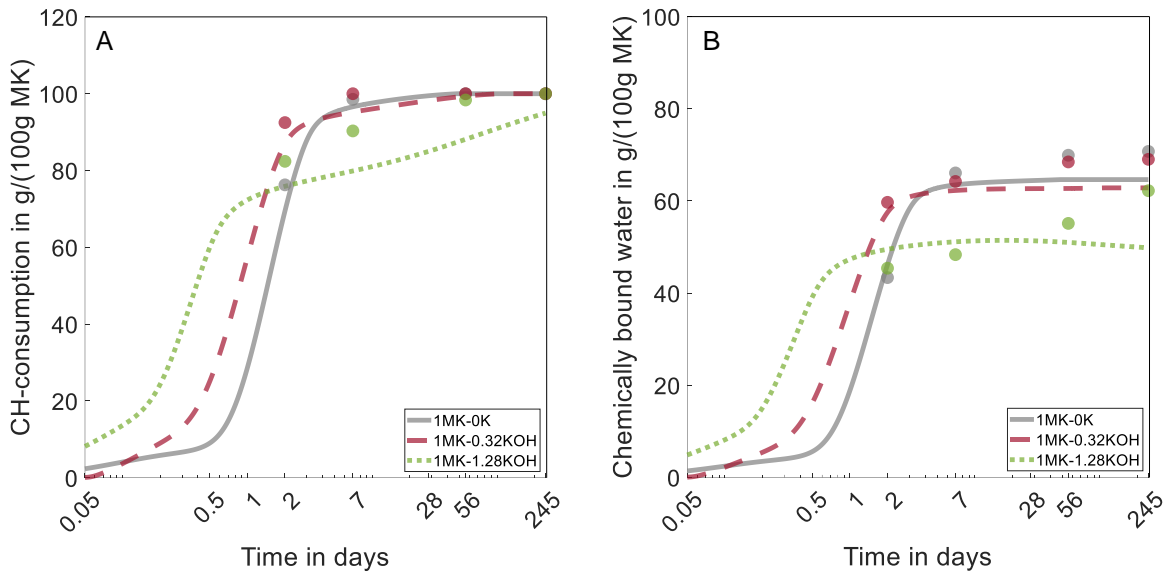 A
CH-consumption in g/(100g MK)
120
100
80
60
40
20
0
0.05
0.5
1
2
7
28
56
245
Time in days
1MK-0K
1MK-0.32KOH
1MK-1.28KOH
B
Chemically bound water in g/(100g MK)
100
80
60
40
20
0
0.05
0.5
1
2
7
28
56
245
Time in days
1MK-0K
1MK-0.32KOH
1MK-1.28KOH